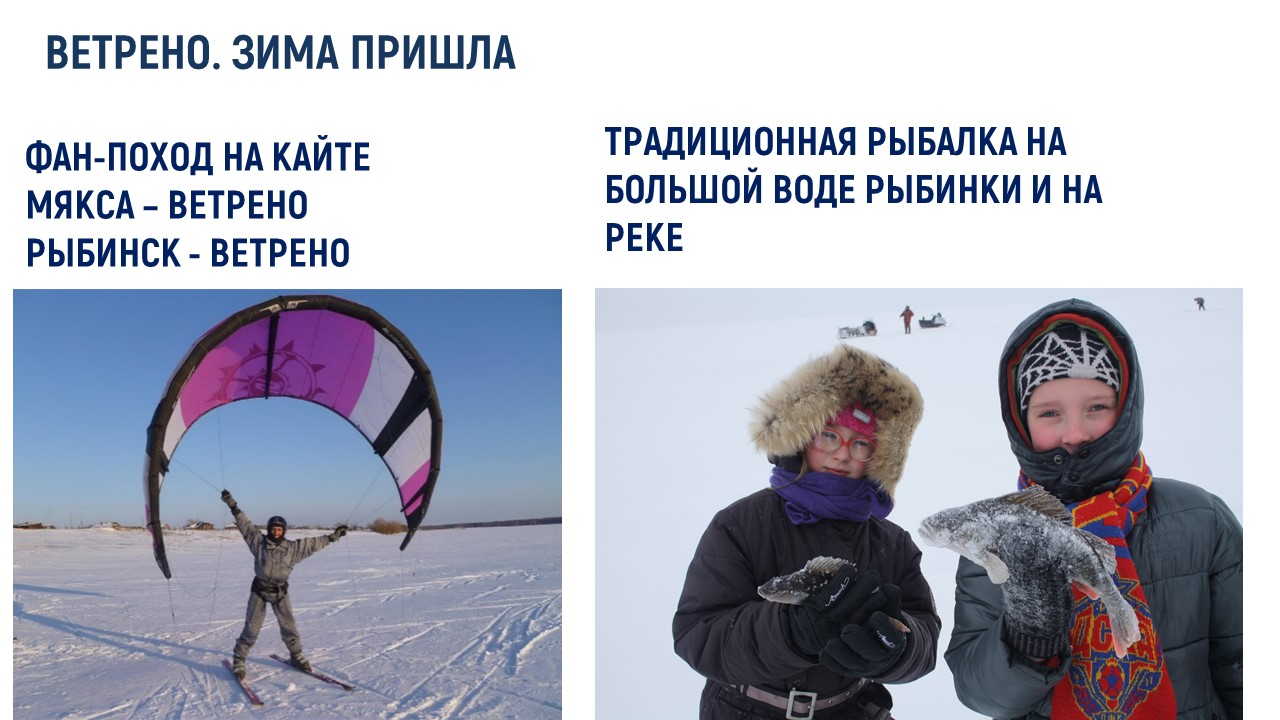 ВЕТРЕНО. ЗИМА ПРИШЛА
ФАН-ПОХОД НА КАЙТЕ
МЯКСА – ВЕТРЕНО
РЫБИНСК - ВЕТРЕНО
ТРАДИЦИОННАЯ РЫБАЛКА НА
БОЛЬШОЙ ВОДЕ РЫБИНКИ И НА
РЕКЕ